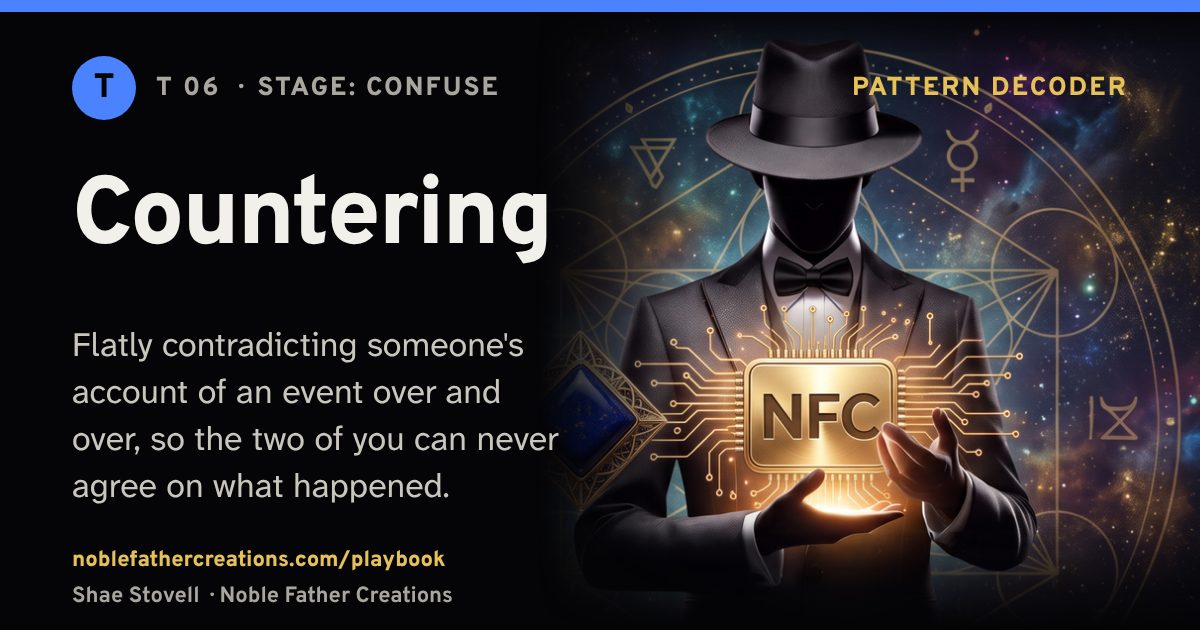 T
T 06 · STAGE: CONFUSE
PATTERN DECODER
Countering
Flatly contradicting someone's
account of an event over and
over, so the two of you can never
agree on what happened.
NFC
noblefathercreations.com/playbook
Shae Stovell · Noble Father Creations